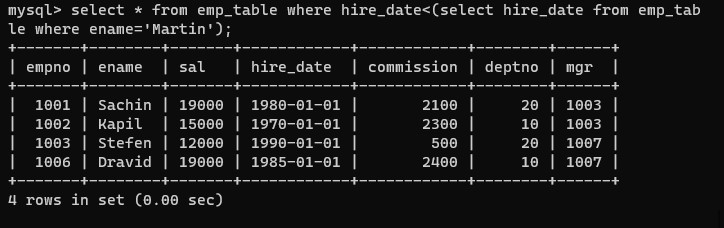 mysql> select * from emp_table where hire_date<(select hire_date from emp_tab
le where ename='Martin');
+-------+--------+-------+------------+------------+--------+------+
| empno | ename  | sal   | hire_date  | commission | deptno | mgr  |
+-------+--------+-------+------------+------------+--------+------+
|  1001 | Sachin | 19000 | 1980-01-01 |       2100 |     20 | 1003 |
|  1002 | Kapil  | 15000 | 1970-01-01 |       2300 |     10 | 1003 |
|  1003 | Stefen | 12000 | 1990-01-01 |        500 |     20 | 1007 |
|  1006 | Dravid | 19000 | 1985-01-01 |       2400 |     10 | 1007 |
+-------+--------+-------+------------+------------+--------+------+
4 rows in set (0.00 sec)